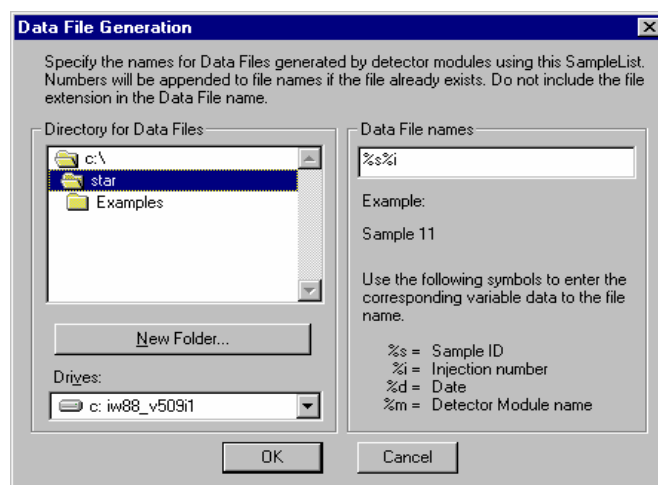 Data File Generation
Specify the names for Data Files generated by detector modules using this SampleList.
Numbers will be appended to file names if the file already exists. Do not include the file
extension in the Data File name.
Directory for Data Files
c:\
star
Examples
New Folder...
Drives:
c: iw88_v509i1
Data File names
%s%i
Example:
Sample 11
Use the following symbols to enter the
corresponding variable data to the file
name.
%s = Sample ID
%i = Injection number
%d = Date
%m = Detector Module name
OK
Cancel